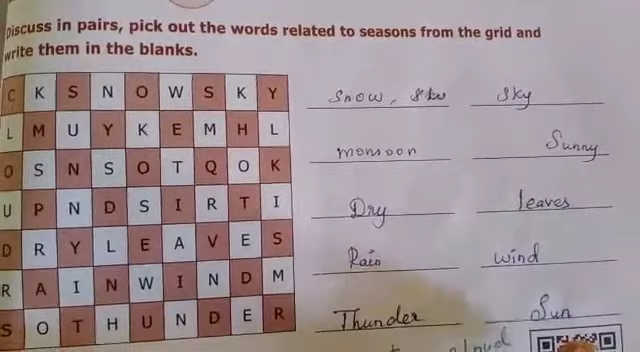 Discuss in pairs, pick out the words related to seasons from the grid and
write them in the blanks.
C K S N O W S K Y
L M U Y K E M H L
O S N S O T Q O K
U P N D S I R T I
D R Y L E A V E S
R A I N W I N D M
S O T H U N D E R
Snow, sky
monsoon Sunny
Dry leaves
Rain wind
Thunder Sun
cloud